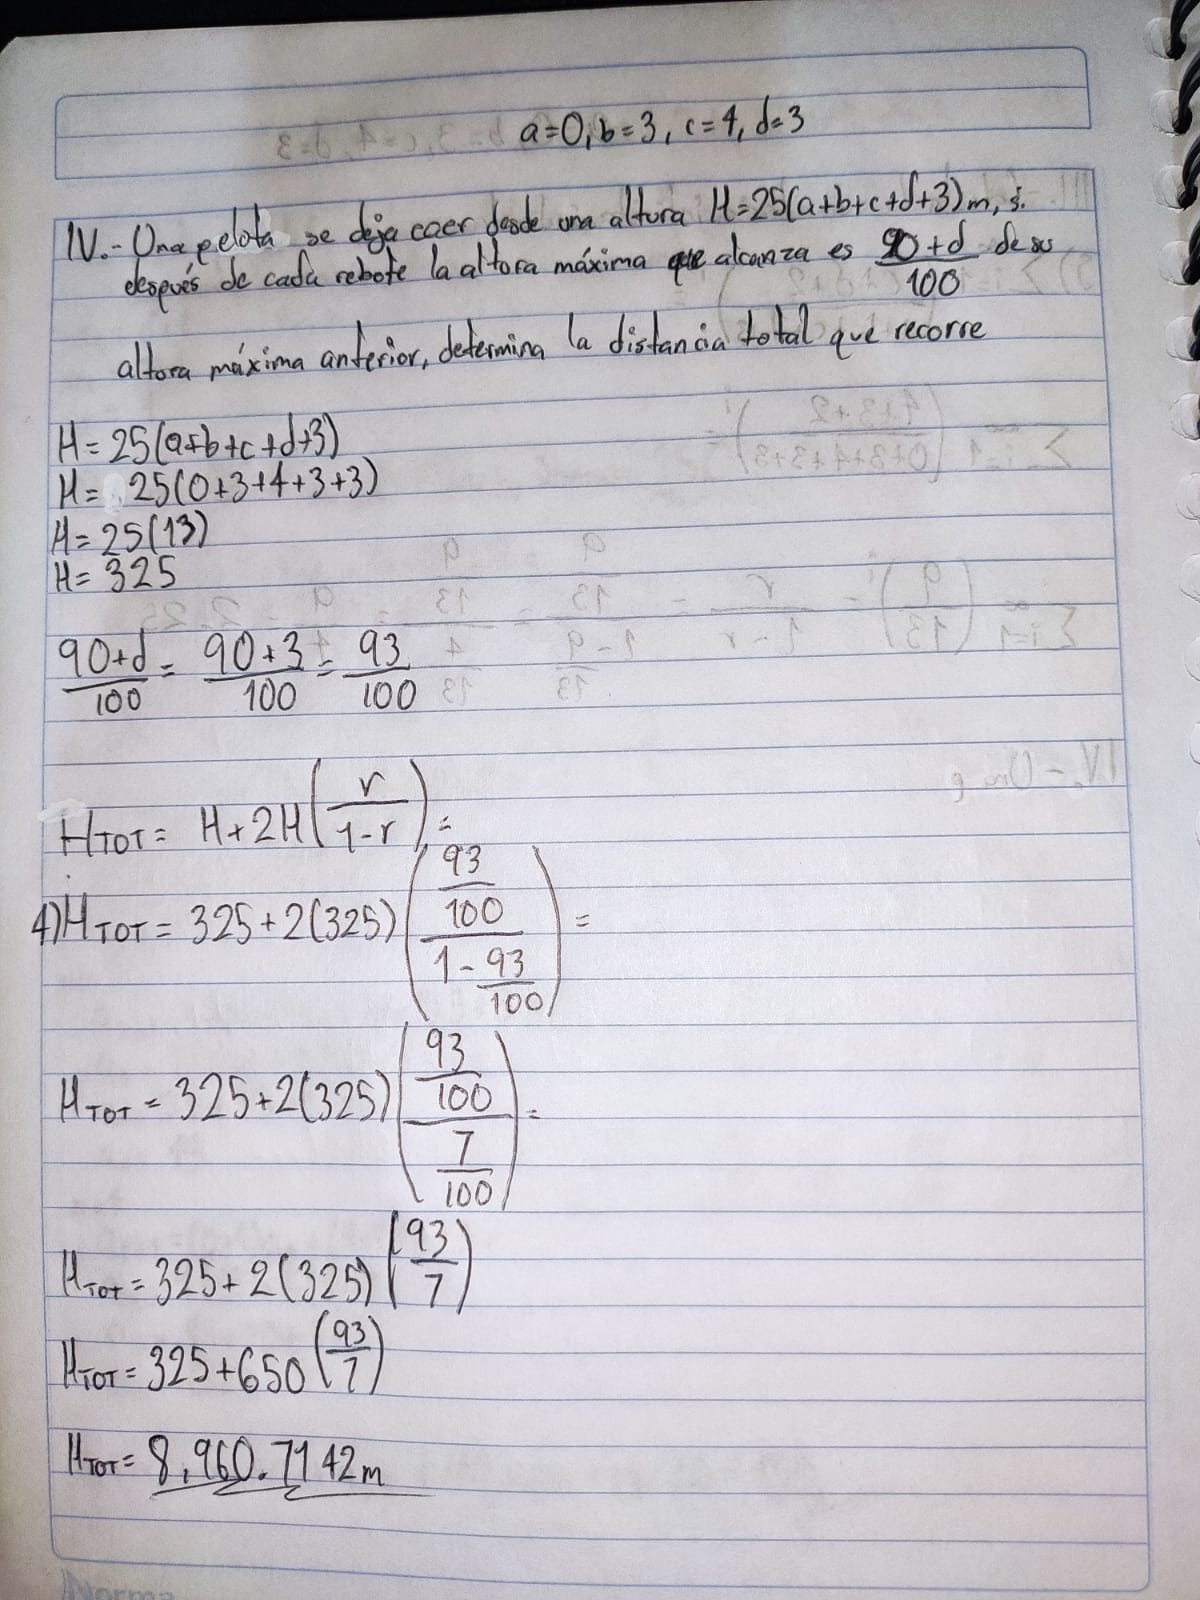 a=0, b=3, c=4, d=3
IV.- Una pelota se deja caer desde una altura H=25(a+b+c+d+3)m, si
después de cada rebote la altura máxima que alcanza es 90+d/100 de su
altura máxima anterior, determina la distancia total que recorre
H=25(a+b+c+d+3)
H= 25(0+3+4+3+3)
H=25(13)
H=325
90+d/100 = 90+3/100 = 93/100
HTOT= H+2H(r/1-r)=
4)HTOT= 325+2(325)(93/100/1-93/100)=
HTOT=325+2(325)(93/100/7/100)=
HTOT=325+2(325)(93/7)
HTOT=325+650(93/7)
HTOT= 8,960.7142m
Norma